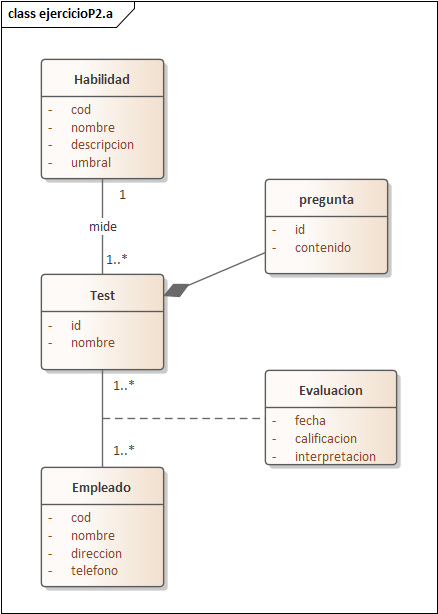 class ejercicioP2.a
Habilidad
- cod
- nombre
- descripcion
- umbral
1
mide
1..*
pregunta
- id
- contenido
Test
- id
- nombre
1..*
Evaluacion
- fecha
- calificacion
- interpretacion
1..*
Empleado
- cod
- nombre
- direccion
- telefono